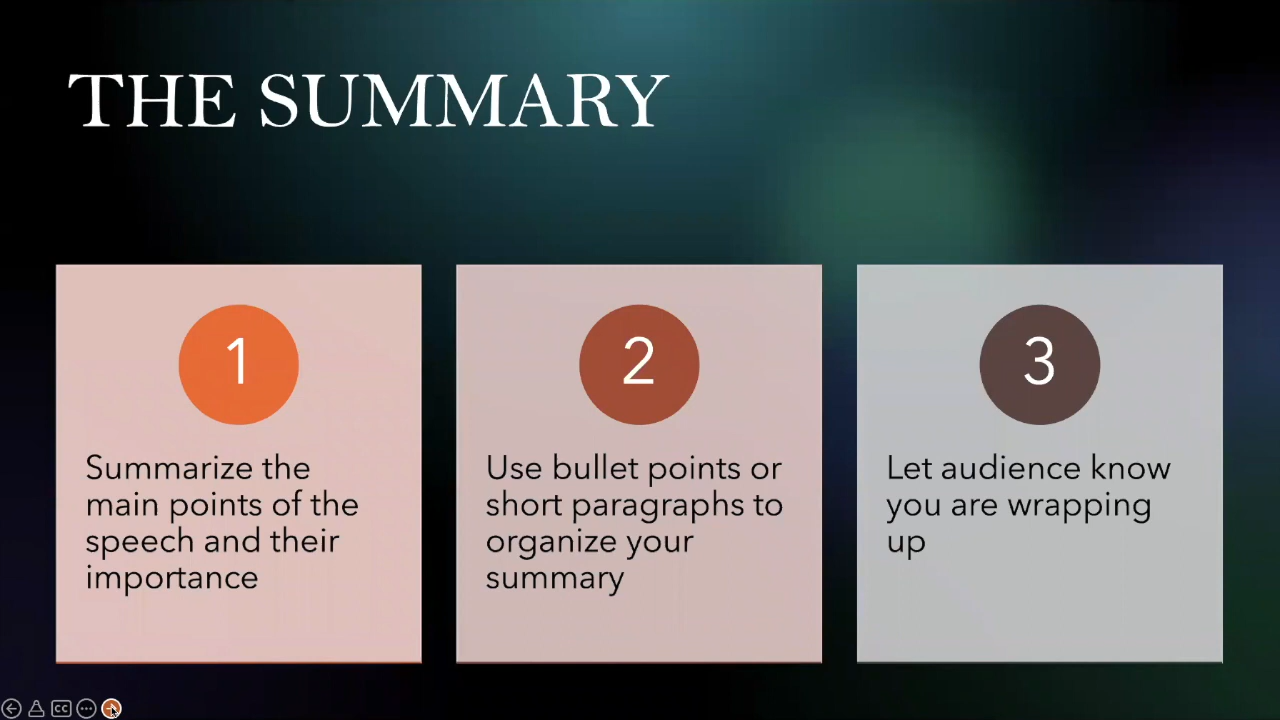 THE SUMMARY
1
Summarize the
main points of the
speech and their
importance
2
Use bullet points or
short paragraphs to
organize your
summary
3
Let audience know
you are wrapping
up
CC